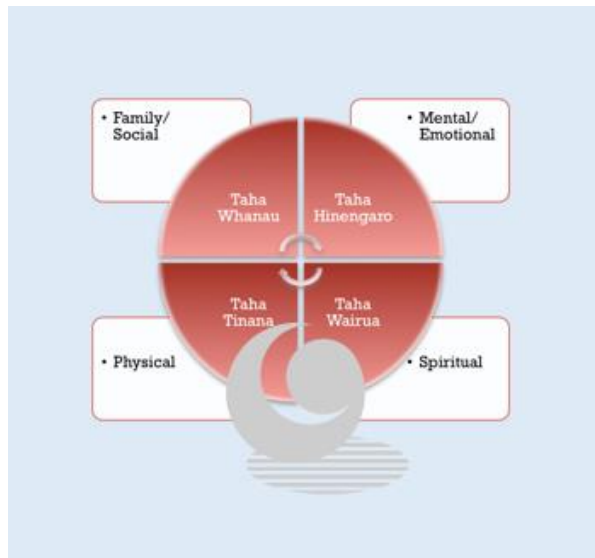 • Family/
Social
• Mental/
Emotional
Taha
Whanau
Taha
Hinengaro
Taha
Tinana
Taha
Wairua
• Physical
• Spiritual